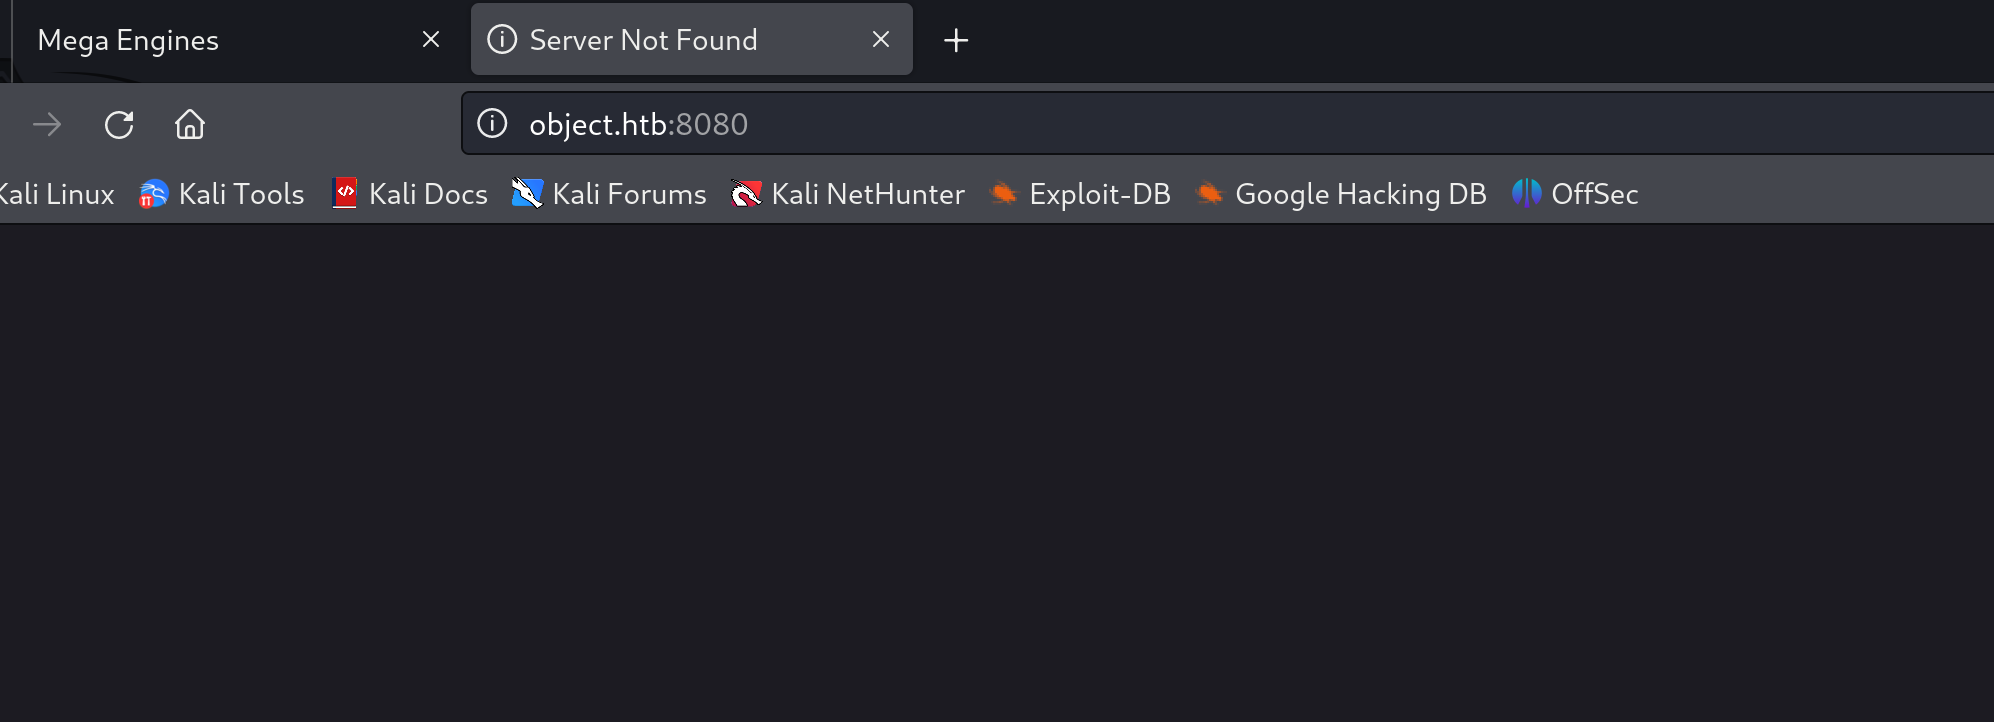 Mega Engines Server Not Found
object.htb:8080
Kali Linux Kali Tools Kali Docs Kali Forums Kali NetHunter Exploit-DB Google Hacking DB OffSec